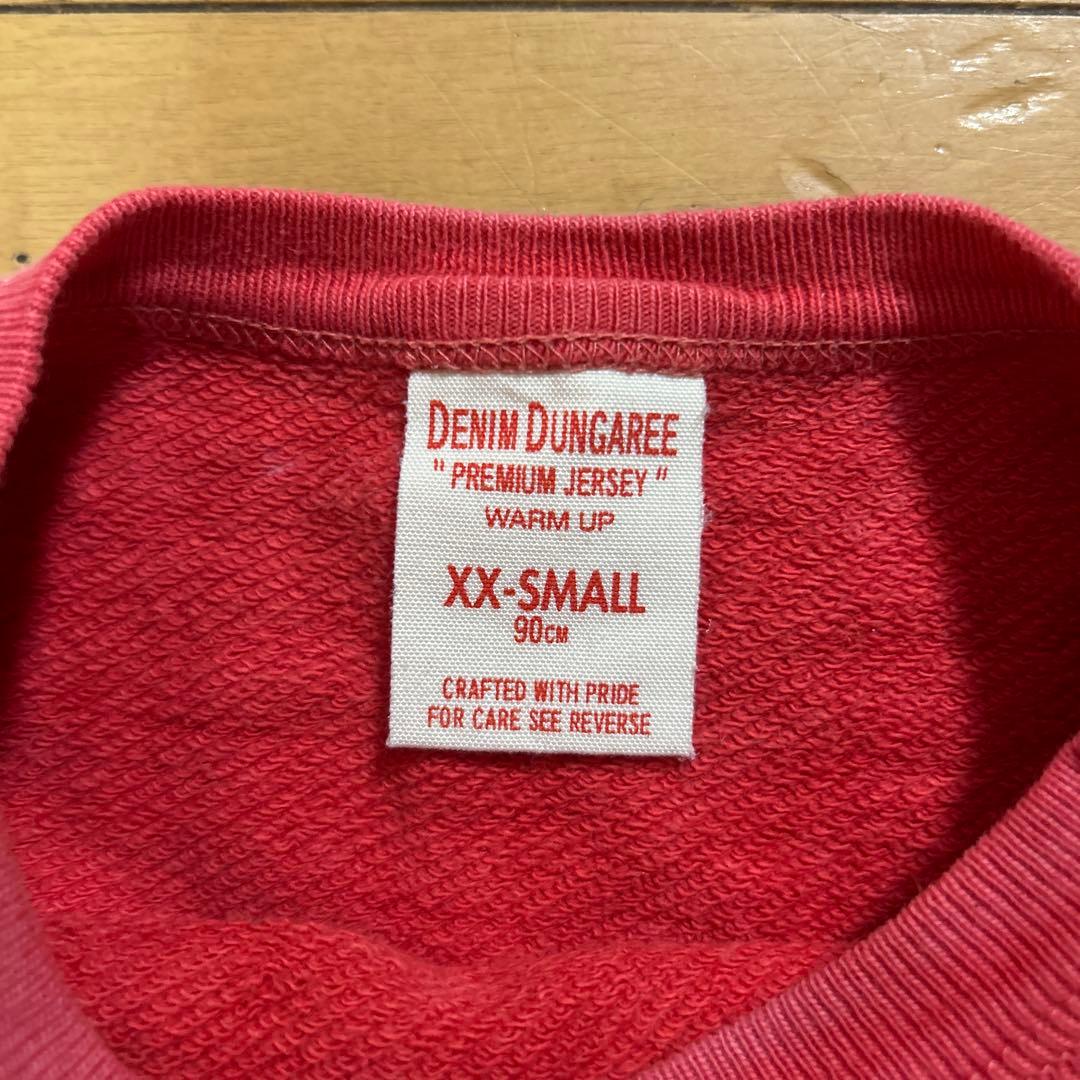 DENIM DUNGAREE
" PREMIUM JERSEY "
WARM UP
XX-SMALL
90CM
CRAFTED WITH PRIDE
FOR CARE SEE REVERSE